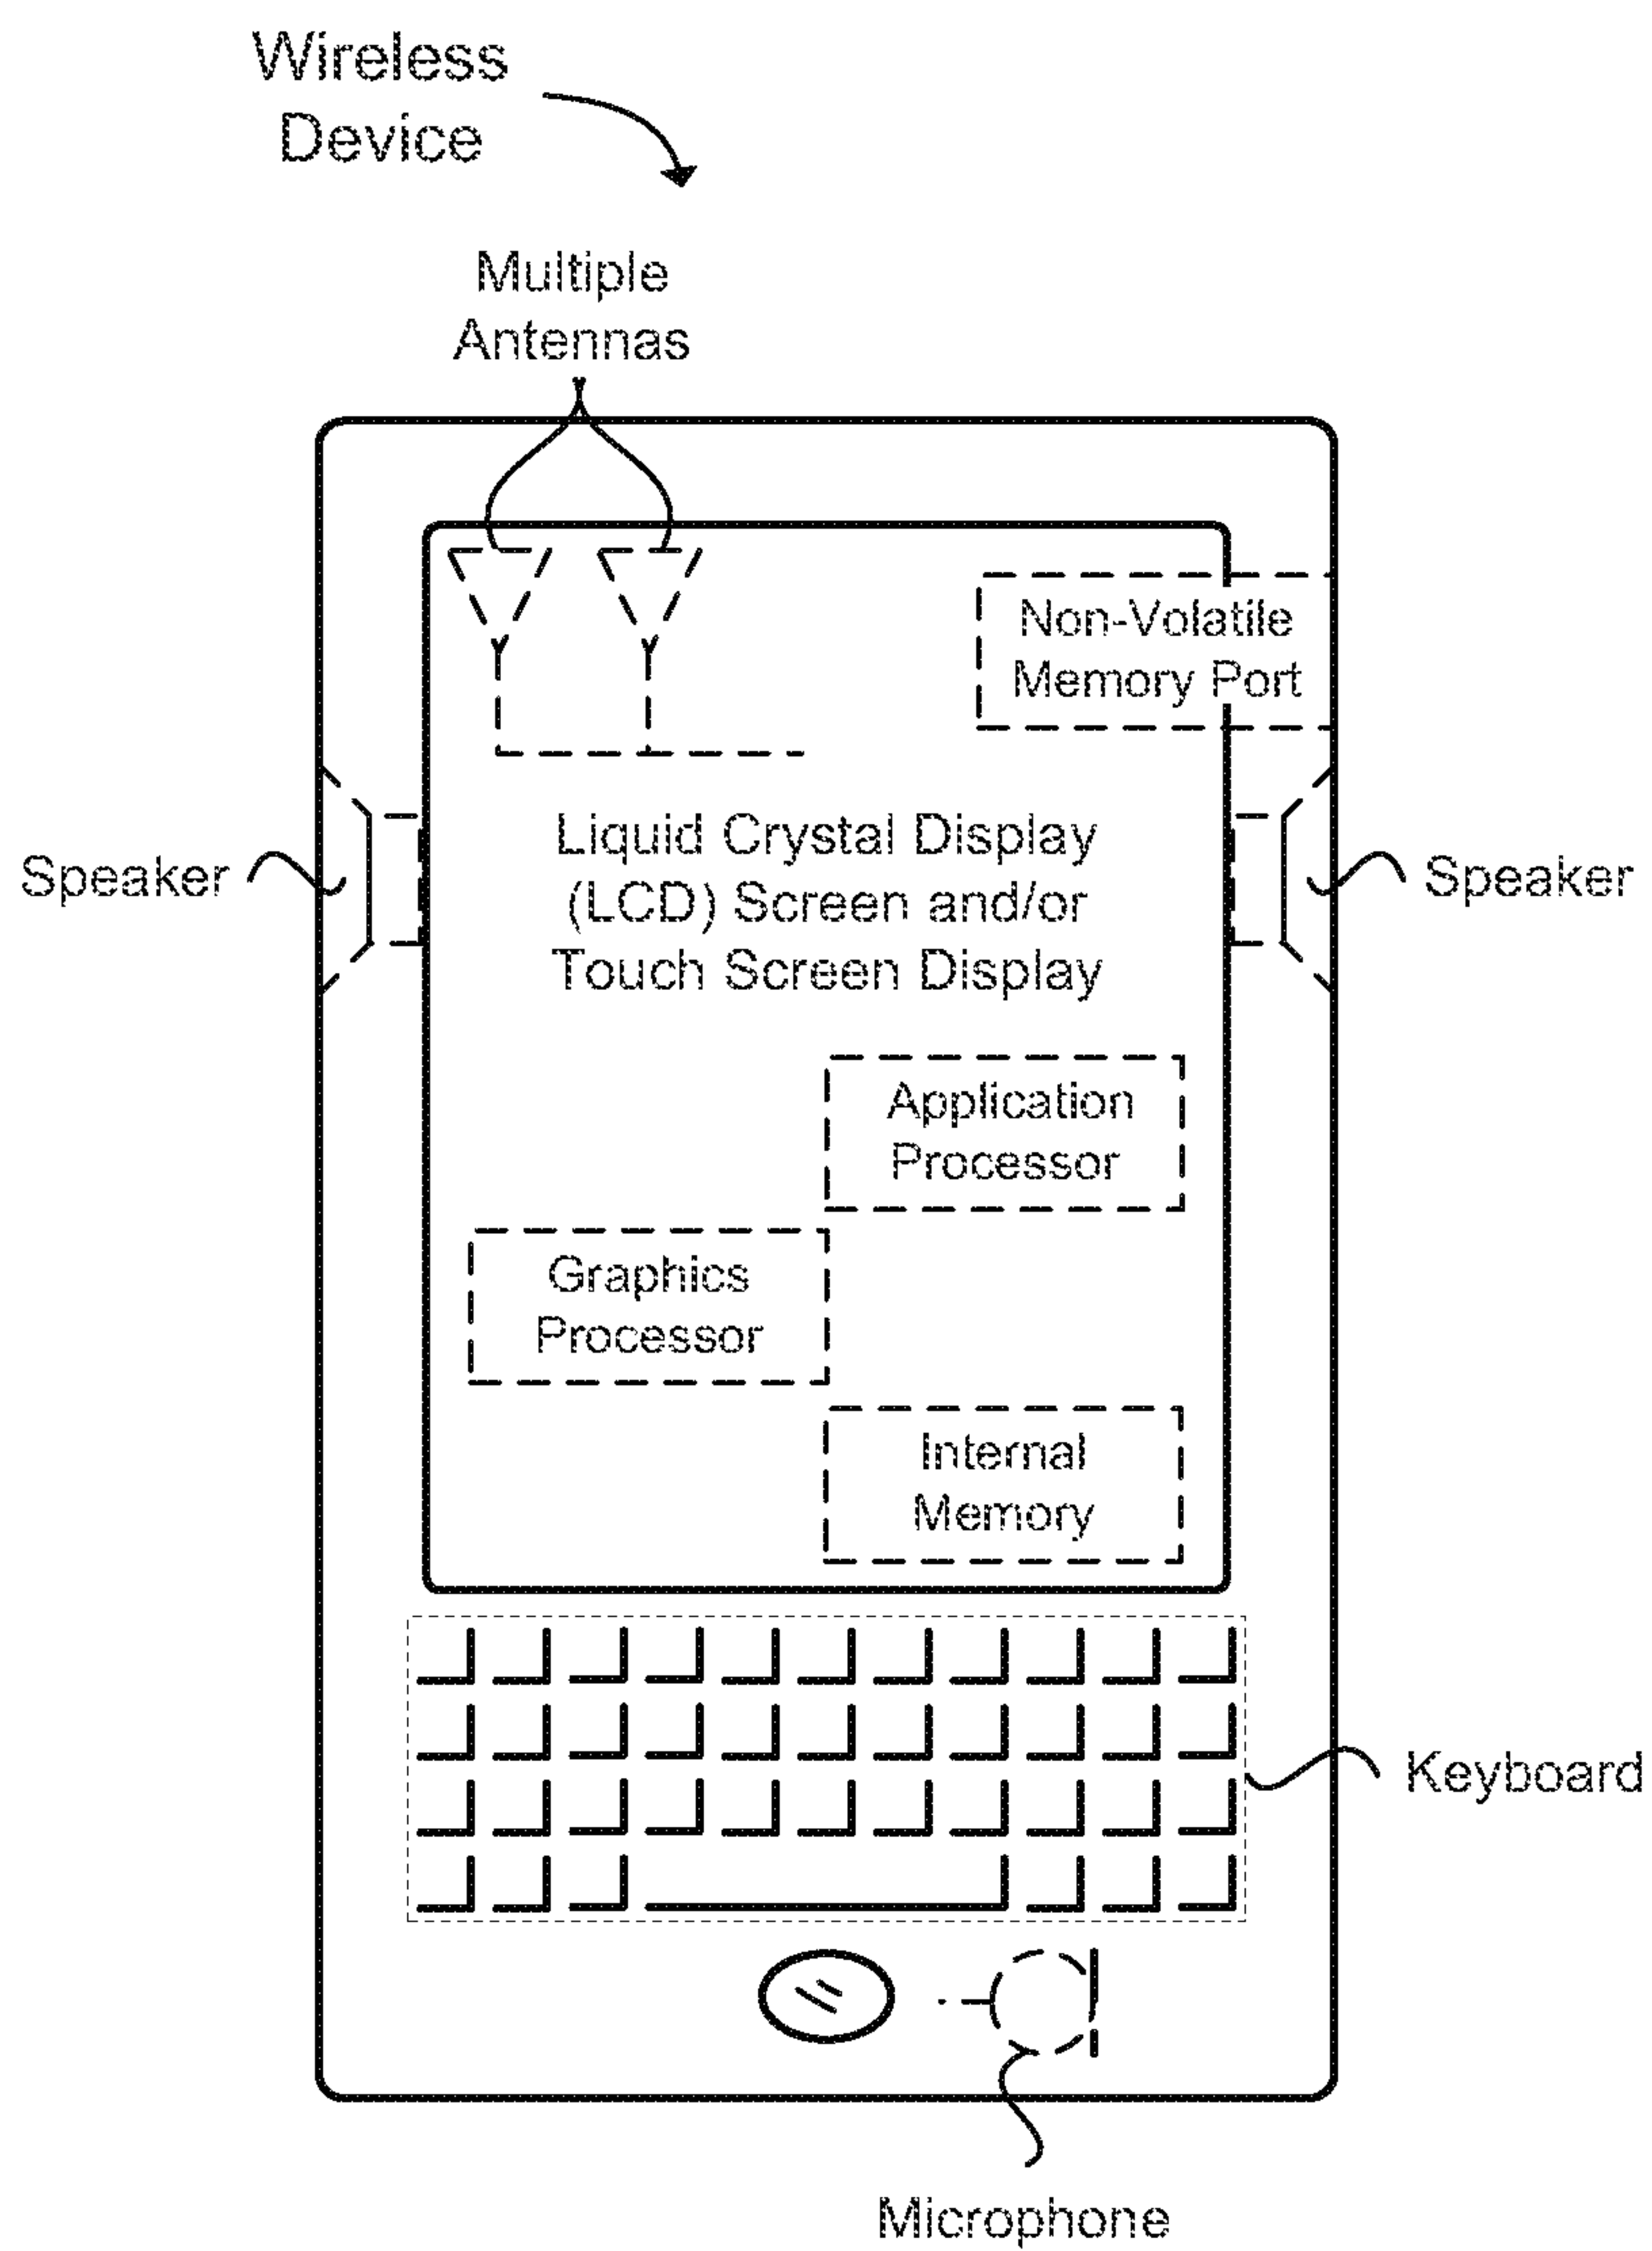 Wireless
Device
Multiple
Antennas
Non-Volatile
Memory Port
Speaker
Liquid Crystal Display
(LCD) Screen and/or
Touch Screen Display
Speaker
Application
Processor
Graphics
Processor
Internal
Memory
Keyboard
Microphone